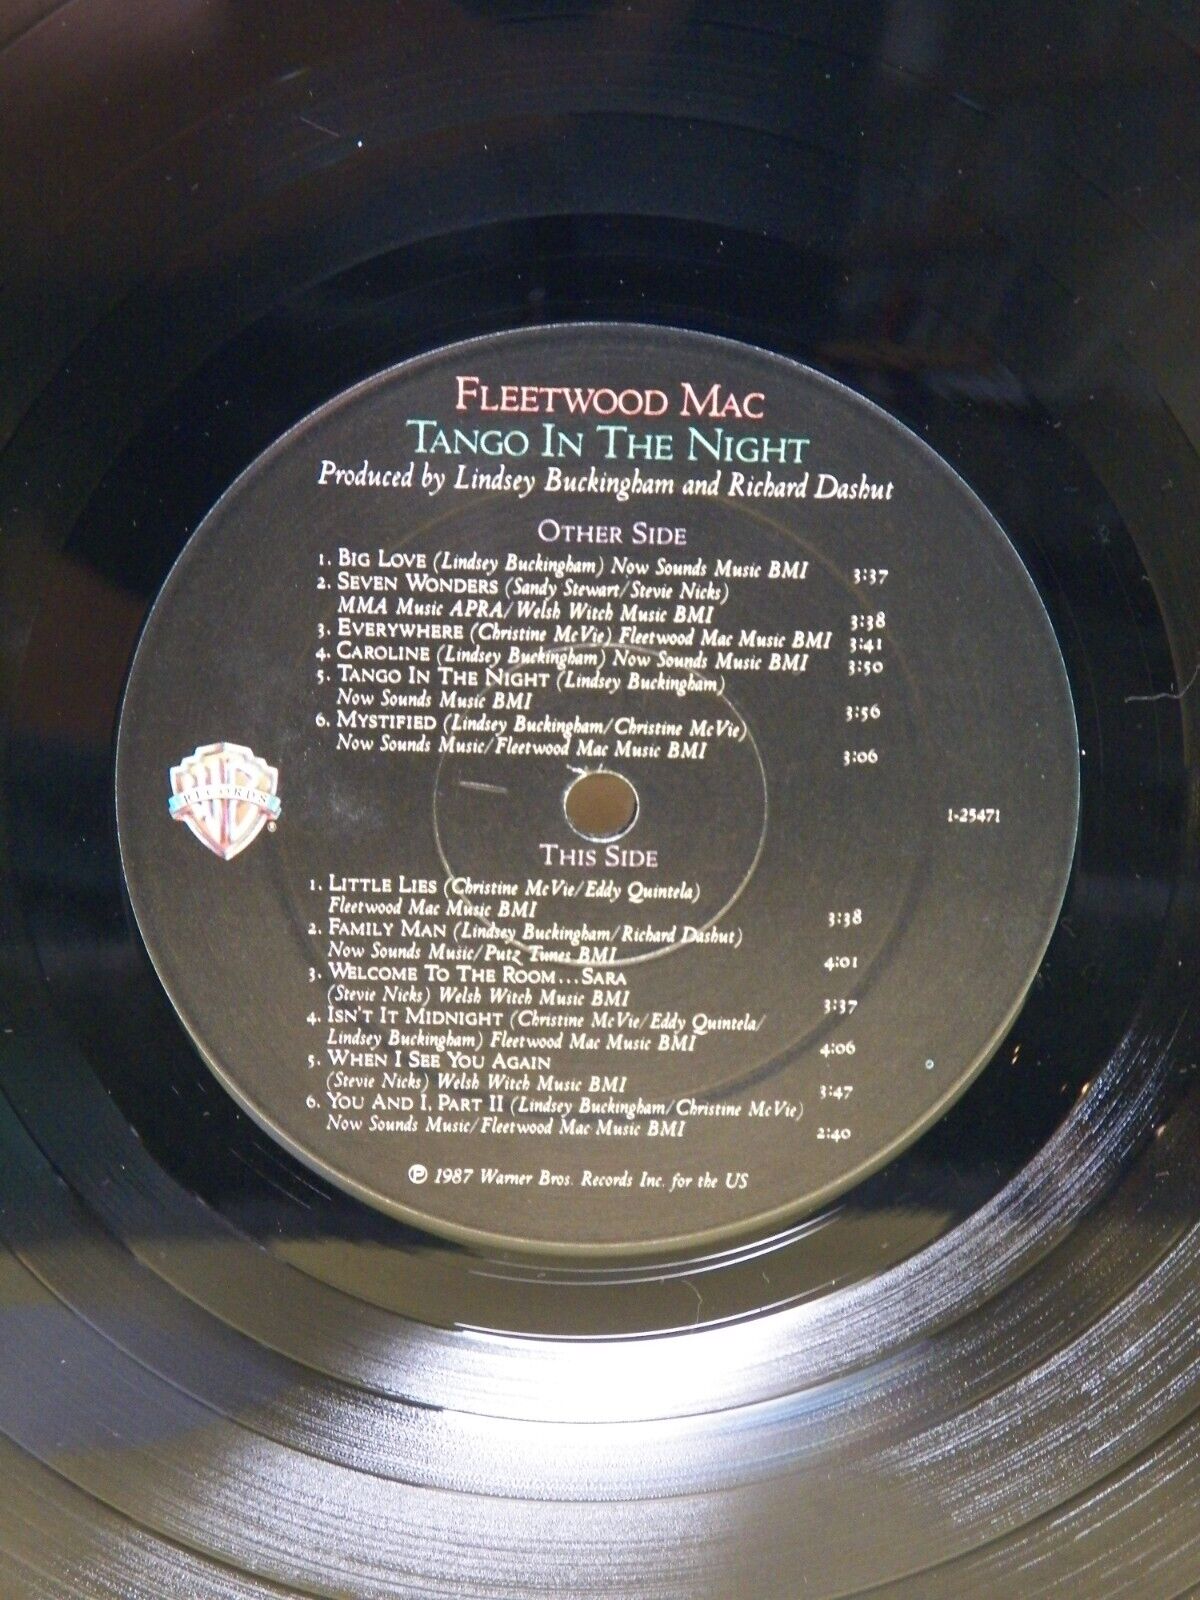 FLEETWOOD MAC
TANGO IN THE NIGHT
Produced by Lindsey Buckingham and Richard Dashut
OTHER SIDE
1. BIG LOVE (Lindsey Buckingham) Now Sounds Music BMI 3:37
2. SEVEN WONDERS (Sandy Stewart/Stevie Nicks)
MMA Music APRA/Welsh Witch Music BMI 3:38
3. EVERYWHERE (Christine McVie) Fleetwood Mac Music BMI 3:41
4. CAROLINE (Lindsey Buckingham) Now Sounds Music BMI 3:50
5. TANGO IN THE NIGHT (Lindsey Buckingham)
Now Sounds Music BMI 3:56
6. MYSTIFIED (Lindsey Buckingham/Christine McVie)
Now Sounds Music/Fleetwood Mac Music BMI 3:06
WB
RECORDS
®
1-25471
THIS SIDE
1. LITTLE LIES (Christine McVie/Eddy Quintela)
Fleetwood Mac Music BMI 3:38
2. FAMILY MAN (Lindsey Buckingham/Richard Dashut)
Now Sounds Music/Putz Tunes BMI 4:01
3. WELCOME TO THE ROOM...SARA
(Stevie Nicks) Welsh Witch Music BMI 3:37
4. ISN'T IT MIDNIGHT (Christine McVie/Eddy Quintela/
Lindsey Buckingham) Fleetwood Mac Music BMI 4:06
5. WHEN I SEE YOU AGAIN
(Stevie Nicks) Welsh Witch Music BMI 3:47
6. YOU AND I, PART II (Lindsey Buckingham/Christine McVie)
Now Sounds Music/Fleetwood Mac Music BMI 2:40
℗ 1987 Warner Bros. Records Inc. for the US